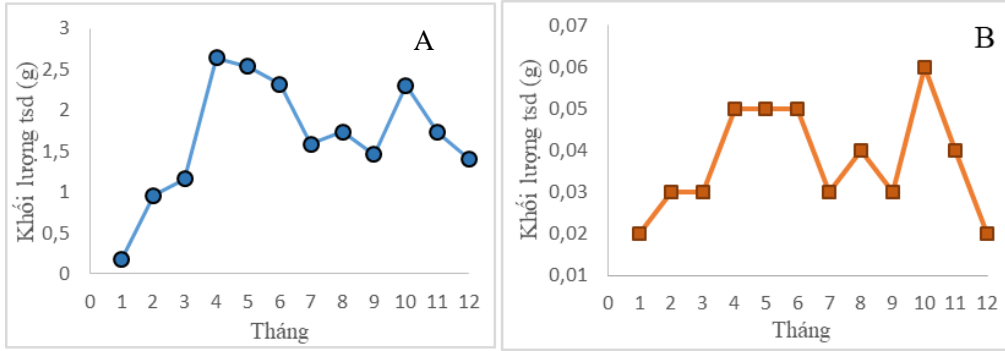 A
Khối lượng tsd (g)
3
2,5
2
1,5
1
0,5
0
0 1 2 3 4 5 6 7 8 9 10 11 12
Tháng
B
Khối lượng tsd (g)
0,06
0,05
0,04
0,03
0,02
0,01
0,07
0 1 2 3 4 5 6 7 8 9 10 11 12
Tháng